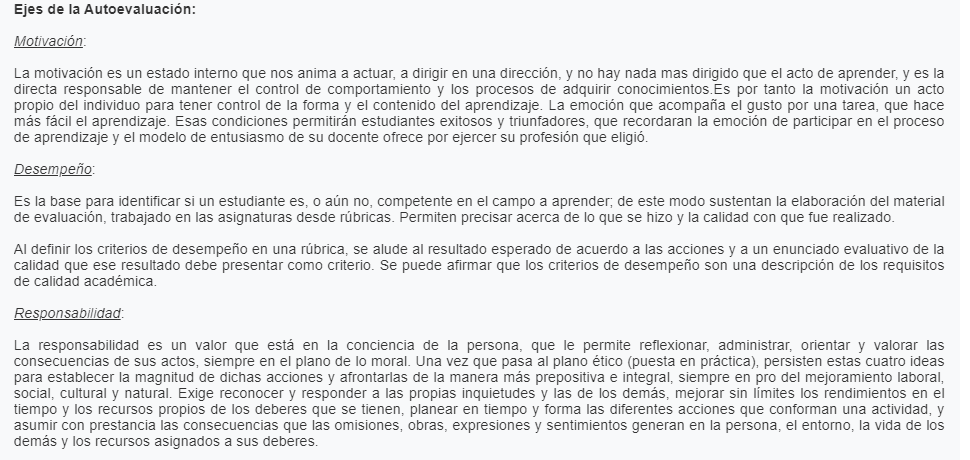 Ejes de la Autoevaluación:
Motivación:
La motivación es un estado interno que nos anima a actuar, a dirigir en una dirección, y no hay nada mas dirigido que el acto de aprender, y es la
directa responsable de mantener el control de comportamiento y los procesos de adquirir conocimientos.Es por tanto la motivación un acto
propio del individuo para tener control de la forma y el contenido del aprendizaje. La emoción que acompaña el gusto por una tarea, que hace
más fácil el aprendizaje. Esas condiciones permitirán estudiantes exitosos y triunfadores, que recordaran la emoción de participar en el proceso
de aprendizaje y el modelo de entusiasmo de su docente ofrece por ejercer su profesión que eligió.
Desempeño:
Es la base para identificar si un estudiante es, o aún no, competente en el campo a aprender; de este modo sustentan la elaboración del material
de evaluación, trabajado en las asignaturas desde rúbricas. Permiten precisar acerca de lo que se hizo y la calidad con que fue realizado.
Al definir los criterios de desempeño en una rúbrica, se alude al resultado esperado de acuerdo a las acciones y a un enunciado evaluativo de la
calidad que ese resultado debe presentar como criterio. Se puede afirmar que los criterios de desempeño son una descripción de los requisitos
de calidad académica.
Responsabilidad:
La responsabilidad es un valor que está en la conciencia de la persona, que le permite reflexionar, administrar, orientar y valorar las
consecuencias de sus actos, siempre en el plano de lo moral. Una vez que pasa al plano ético (puesta en práctica), persisten estas cuatro ideas
para establecer la magnitud de dichas acciones y afrontarlas de la manera más prepositiva e integral, siempre en pro del mejoramiento laboral,
social, cultural y natural. Exige reconocer y responder a las propias inquietudes y las de los demás, mejorar sin límites los rendimientos en el
tiempo y los recursos propios de los deberes que se tienen, planear en tiempo y forma las diferentes acciones que conforman una actividad, y
asumir con prestancia las consecuencias que las omisiones, obras, expresiones y sentimientos generan en la persona, el entorno, la vida de los
demás y los recursos asignados a sus deberes.